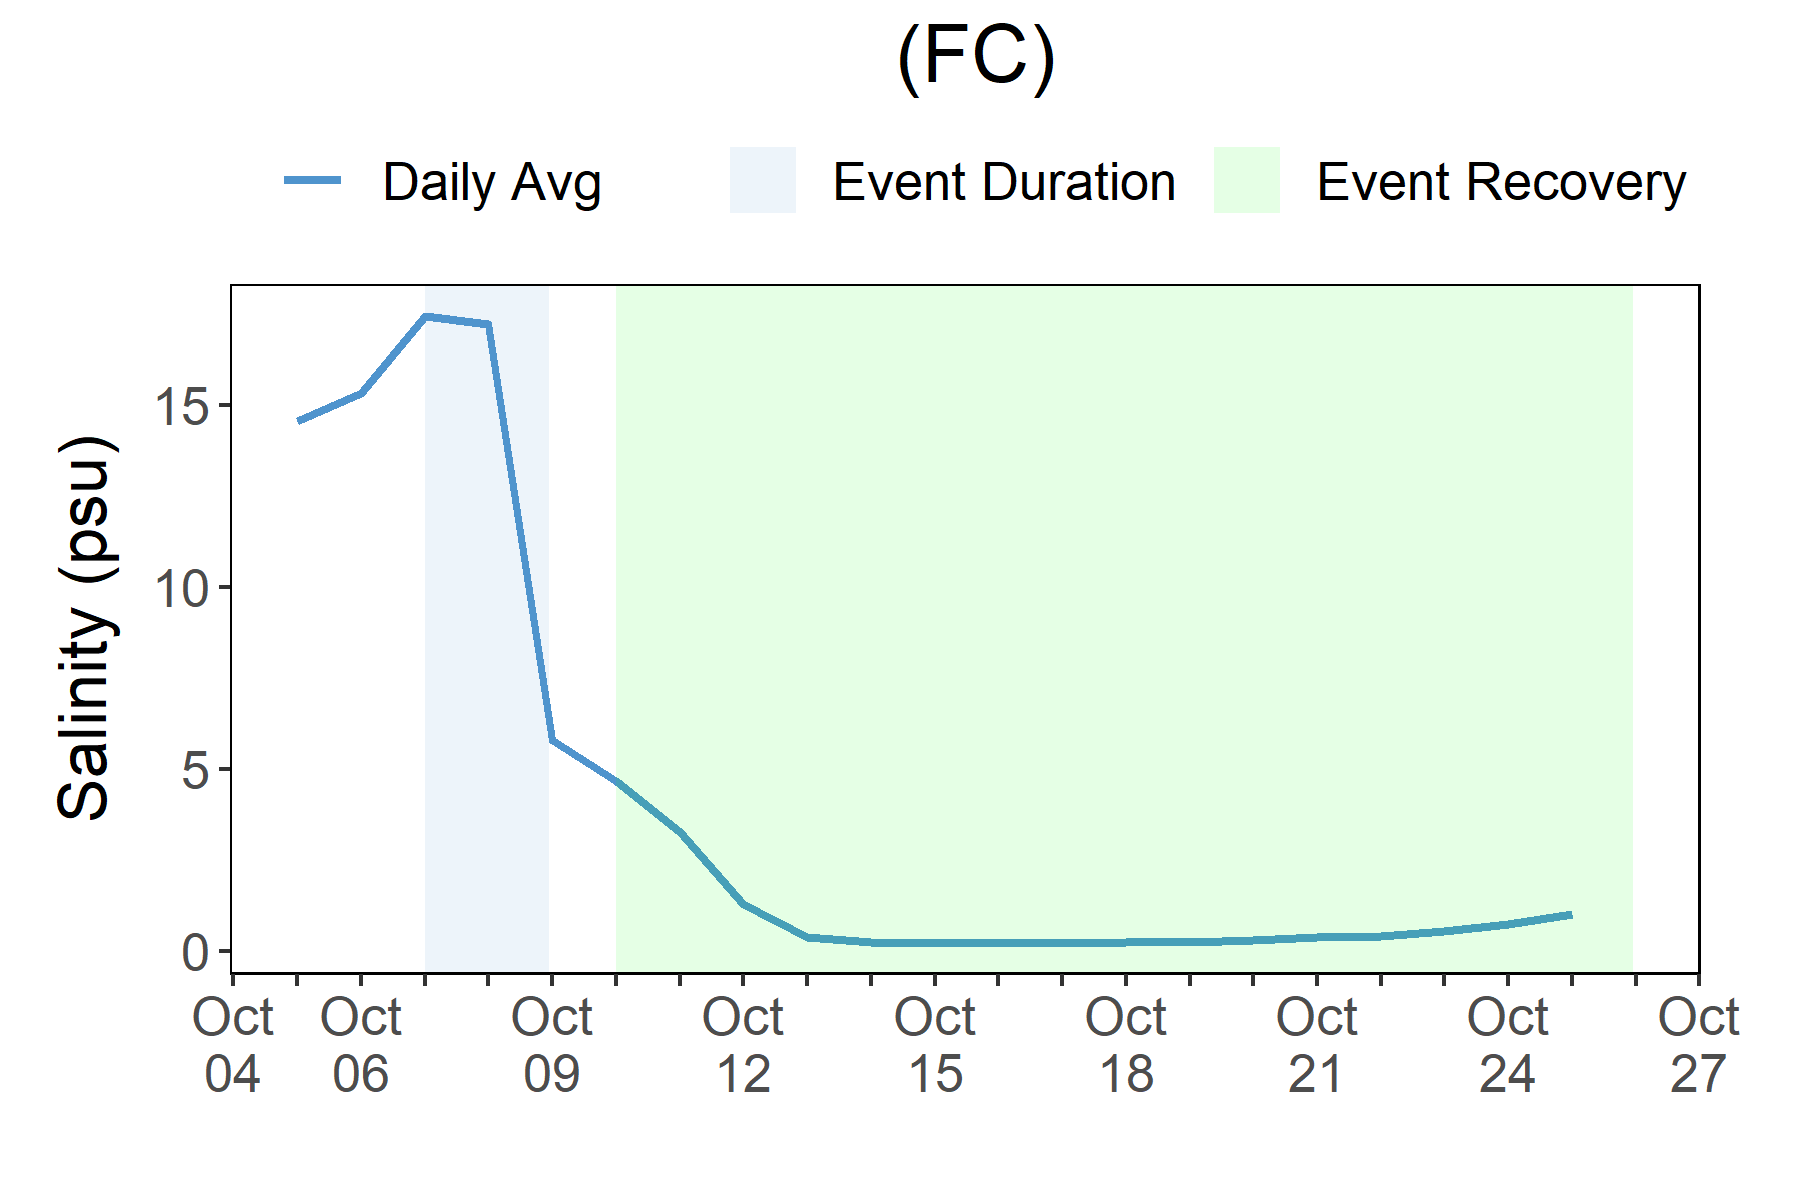 (FC)
Daily Avg Event Duration Event Recovery
Salinity (psu)
15
10
5
0
Oct Oct Oct Oct Oct Oct Oct Oct Oct
04 06 09 12 15 18 21 24 27